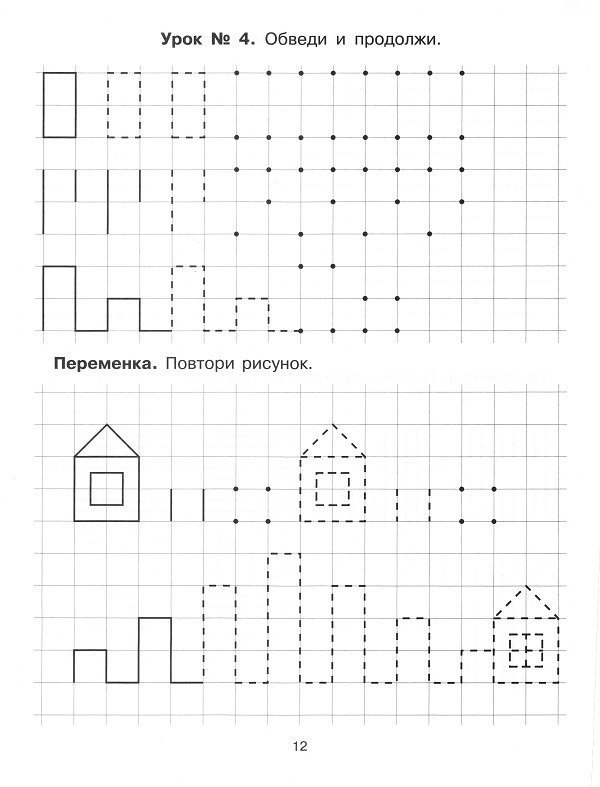 Урок № 4. Обведи и продолжи.
Переменка. Повтори рисунок.
12